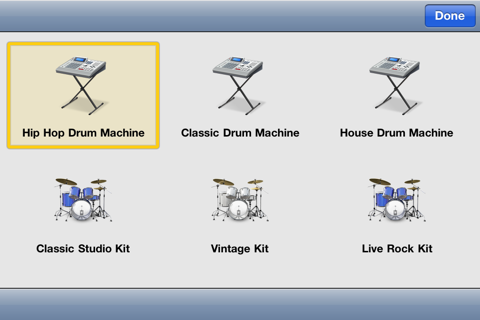 Done
Hip Hop Drum Machine
Classic Drum Machine
House Drum Machine
Classic Studio Kit
Vintage Kit
Live Rock Kit